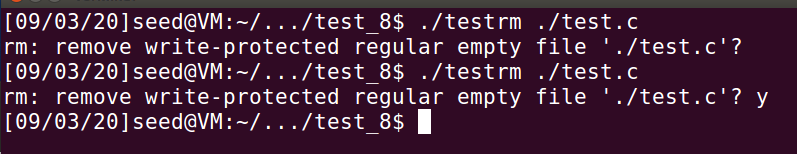 [09/03/20]seed@VM:~/.../test_8$ ./testrm ./test.c
rm: remove write-protected regular empty file './test.c'?
[09/03/20]seed@VM:~/.../test_8$ ./testrm ./test.c
rm: remove write-protected regular empty file './test.c'? y
[09/03/20]seed@VM:~/.../test_8$